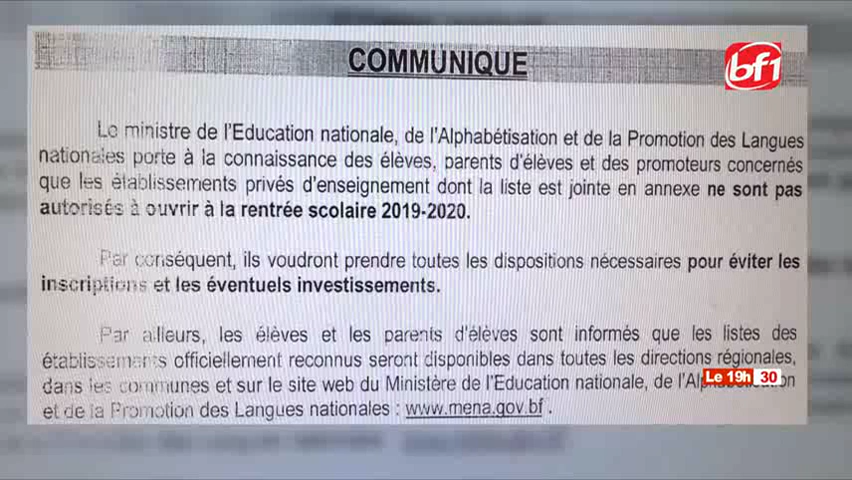 COMMUNIQUE
bf1
Le ministre de l'Education nationale, de l'Alphabétisation et de la Promotion des Langues
nationales porte à la connaissance des élèves, parents d'élèves et des promoteurs concernés
que les établissements privés d'enseignement dont la liste est jointe en annexe ne sont pas
autorisés à ouvrir à la rentrée scolaire 2019-2020.
Par conséquent, ils voudront prendre toutes les dispositions nécessaires pour éviter les
inscriptions et les éventuels investissements.
Par ailleurs, les élèves et les parents d'élèves sont informés que les listes des
établissements officiellement reconnus seront disponibles dans toutes les directions régionales,
dans les communes et sur le site web du Ministère de l'Education nationale, de l'Alphabétisation
Le 19h 30
et de la Promotion des Langues nationales : www.mena.gov.bf .